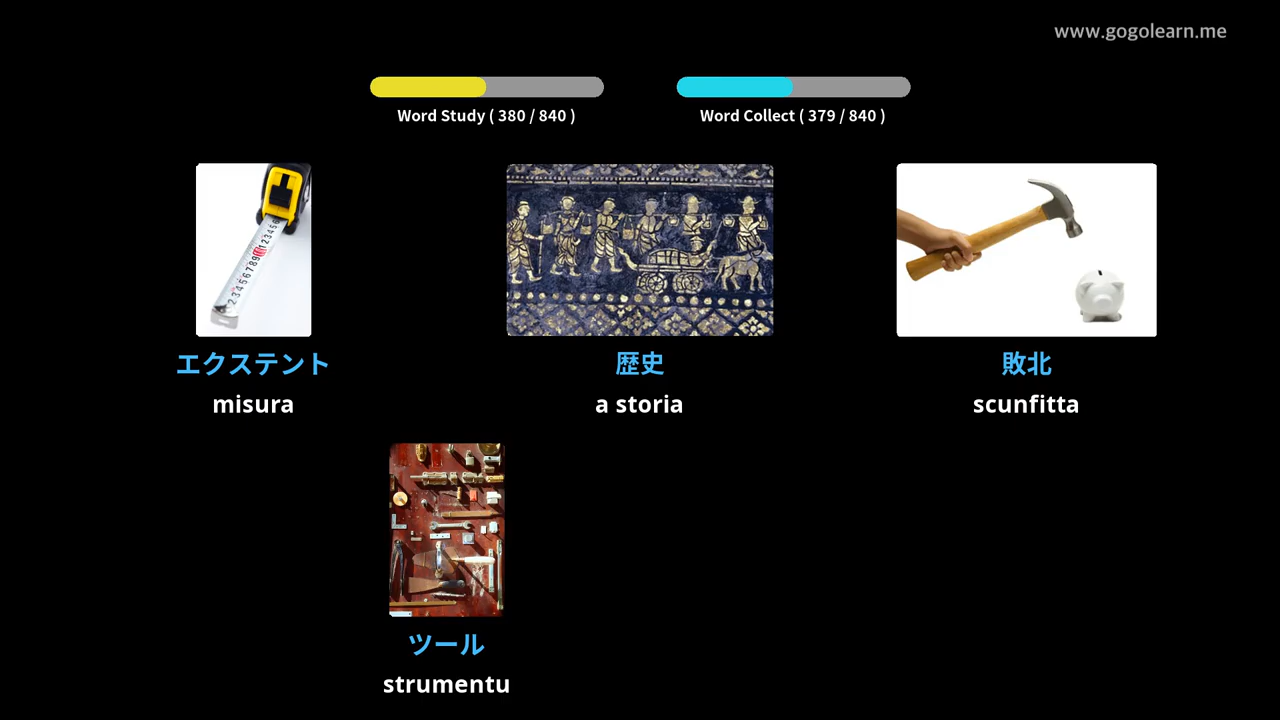 www.gogolearn.me
Word Study ( 380 / 840 )
Word Collect ( 379 / 840 )
エクステント
misura
歴史
a storia
敗北
scunfitta
ツール
strumentu